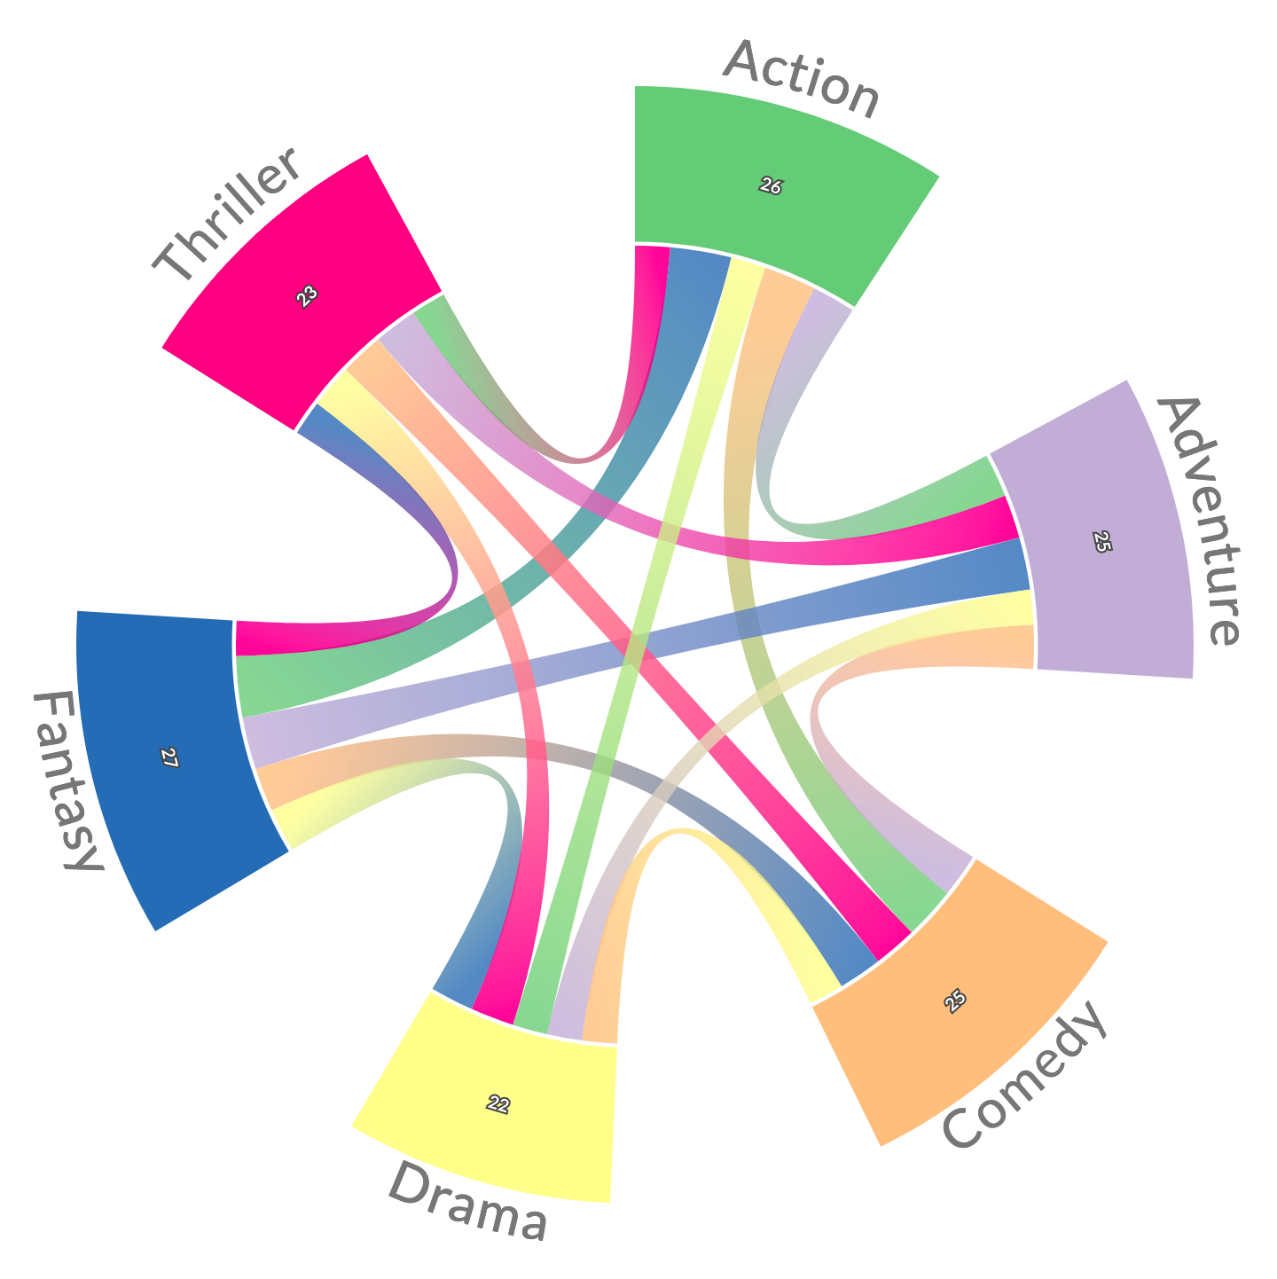 Action
26
Adventure
25
Comedy
25
Drama
22
Fantasy
27
Thriller
23